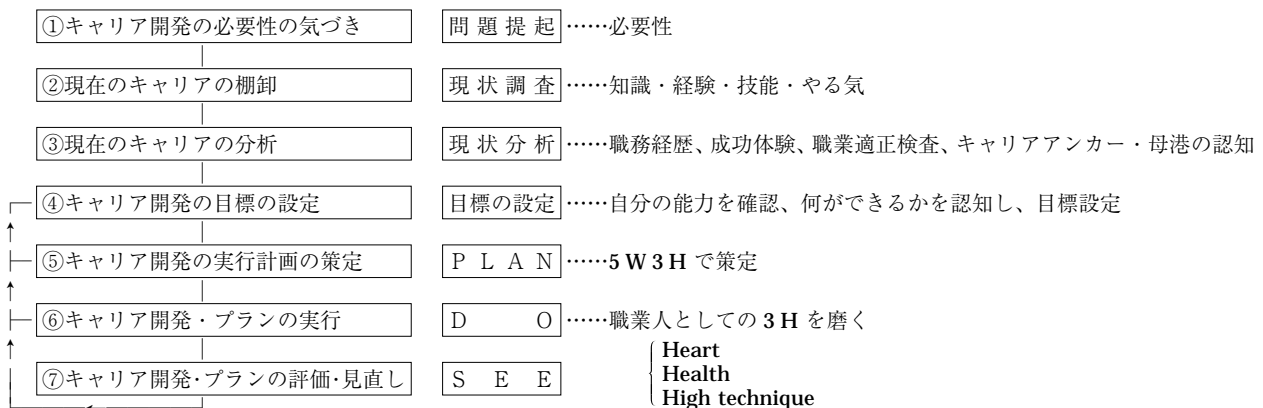 ①キャリア開発の必要性の気づき 問題提起……必要性
②現在のキャリアの棚卸 現状調査……知識・経験・技能・やる気
③現在のキャリアの分析 現状分析……職務経歴、成功体験、職業適正検査、キャリアアンカー・母港の認知
④キャリア開発の目標の設定 目標の設定……自分の能力を確認、何ができるかを認知し、目標設定
⑤キャリア開発の実行計画の策定 PLAN……5W3Hで策定
⑥キャリア開発・プランの実行 DO……職業人としての3Hを磨く
Heart
⑦キャリア開発・プランの評価・見直し SEE Health
High technique